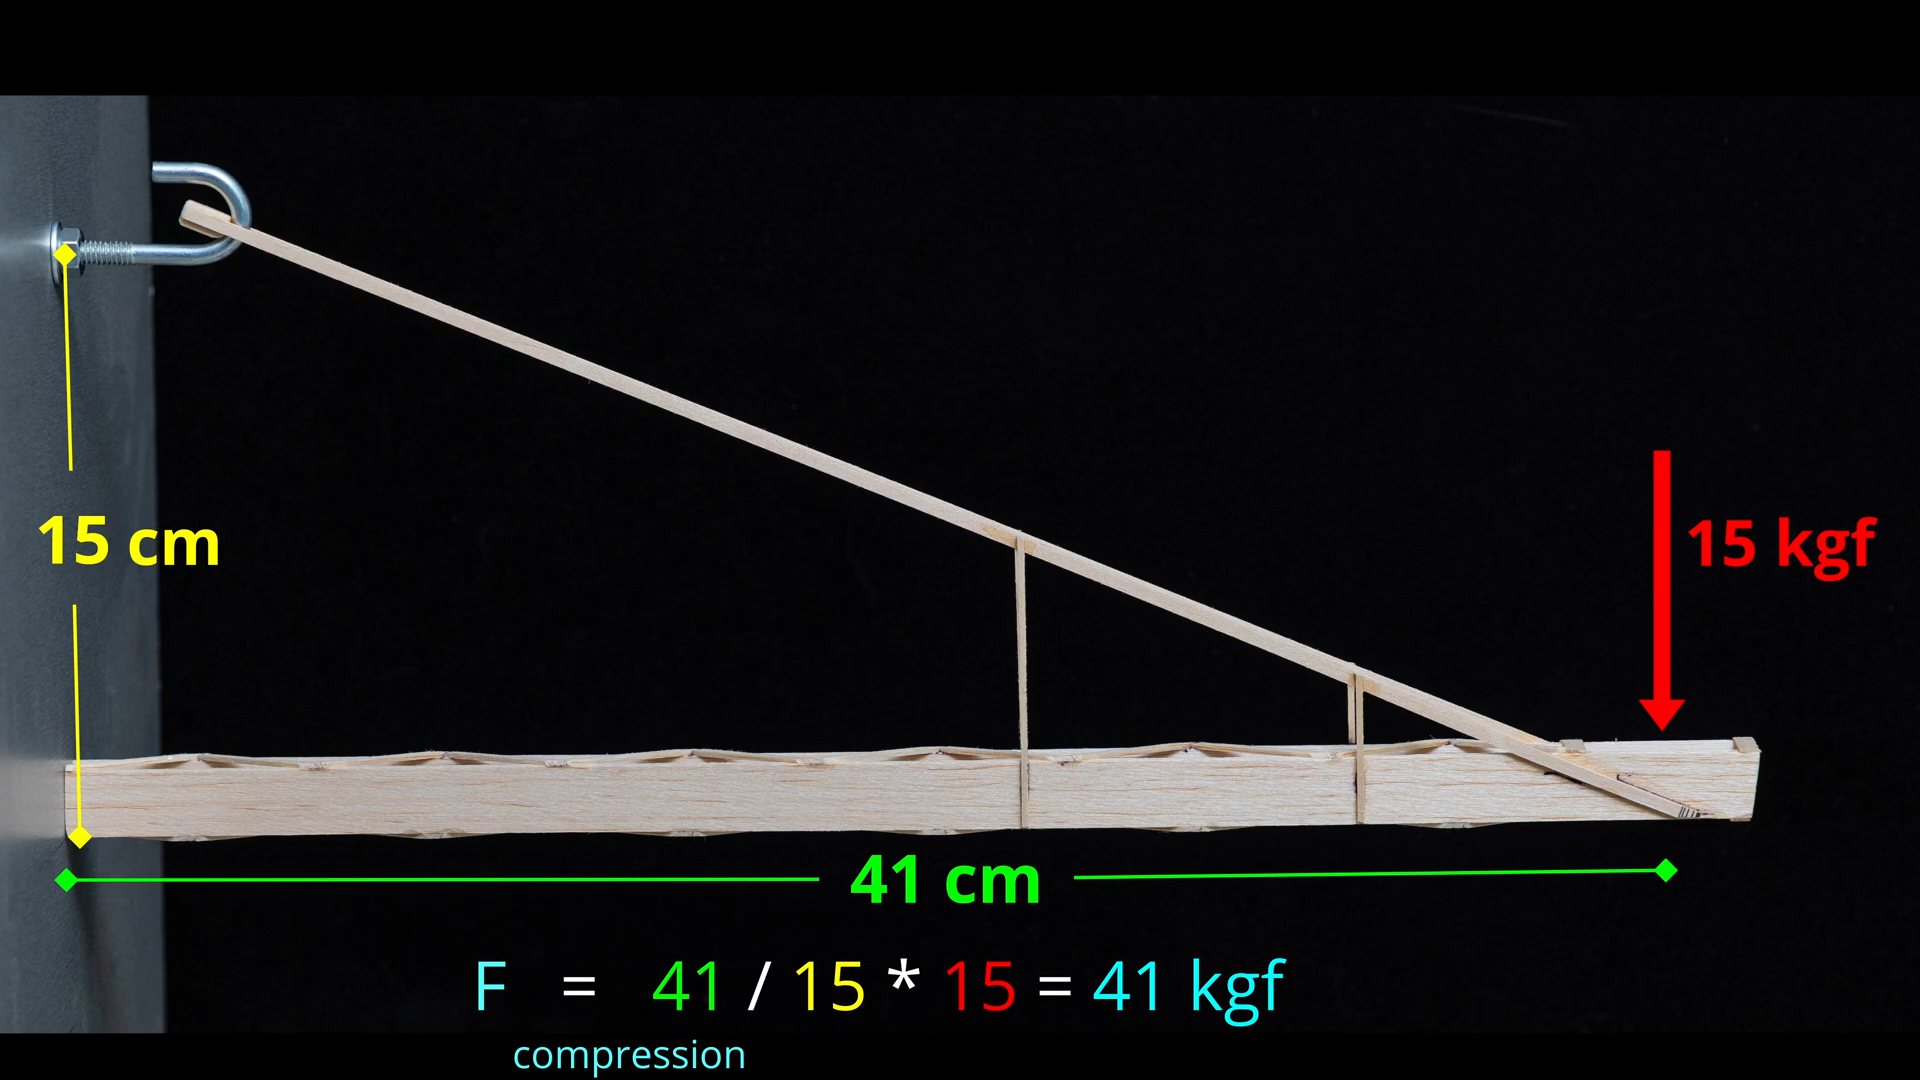 15 cm
15 kgf
41 cm
F = 41 / 15 * 15 = 41 kgf
compression